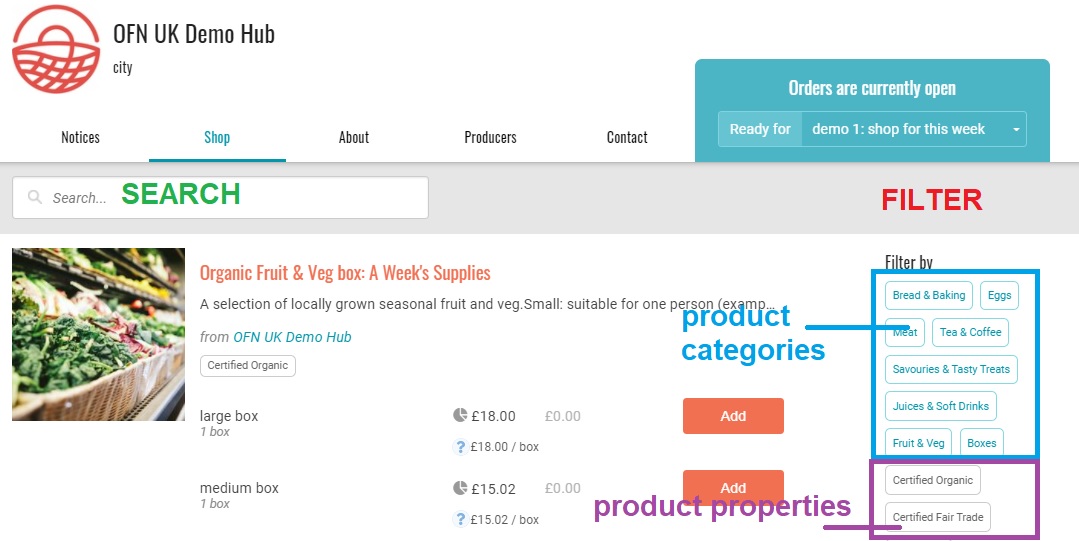 OFN UK Demo Hub
city
Orders are currently open
Ready for demo 1: shop for this week
Notices Shop About Producers Contact
Search... SEARCH
FILTER
Filter by
Organic Fruit & Veg box: A Week's Supplies
A selection of locally grown seasonal fruit and veg.Small: suitable for one person (examp...
from OFN UK Demo Hub
Certified Organic
large box £18.00 £0.00 Add
1 box
? £18.00 / box
medium box £15.02 £0.00 Add
1 box
? £15.02 / box
product
categories
Bread & Baking Eggs
Meat Tea & Coffee
Savouries & Tasty Treats
Juices & Soft Drinks
Fruit & Veg Boxes
product properties
Certified Organic
Certified Fair Trade